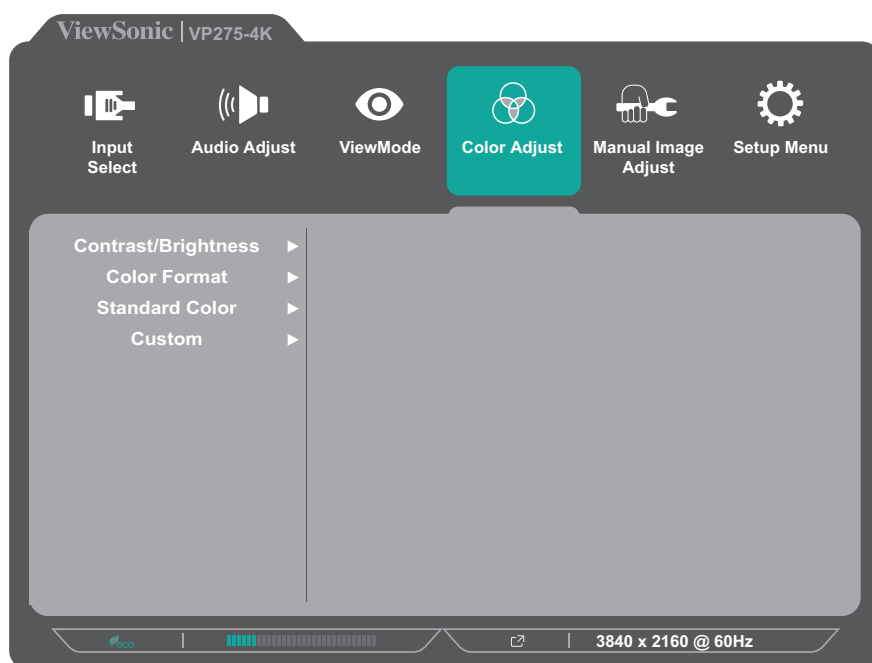 ViewSonic | VP275-4K
Input Select
Audio Adjust
ViewMode
Color Adjust
Manual Image Adjust
Setup Menu
Contrast/Brightness ▶
Color Format ▶
Standard Color ▶
Custom ▶
eco
3840 x 2160 @ 60Hz